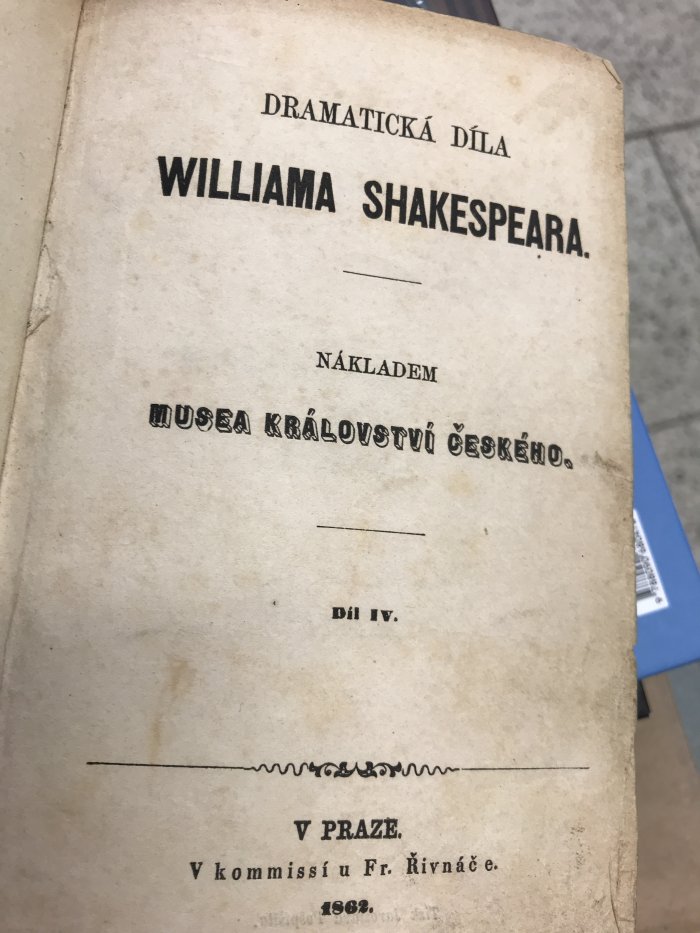 DRAMATICKÁ DÍLA
WILLIAMA SHAKESPEARA.
NÁKLADEM
MUSEA KRÁLOVSTVÍ ČESKÉHO.
Díl IV.
V PRAZE.
V kommissí u Fr. Řivnáče.
1862.